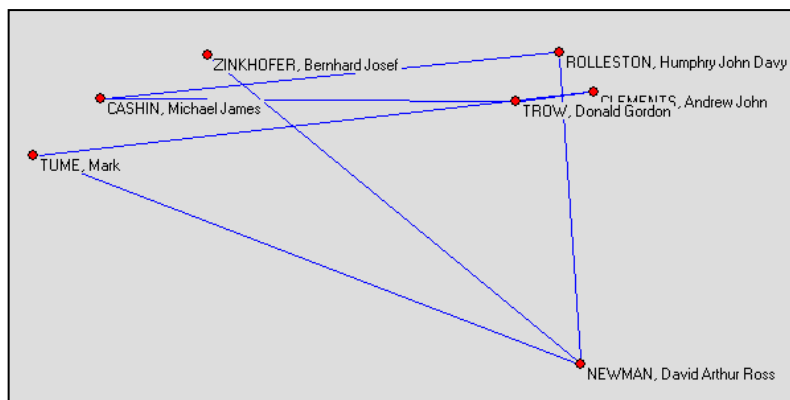 ZINKHOFER, Bernhard Josef
ROLLESTON, Humphry John Davy
CASHIN, Michael James
CLEMENTS, Andrew John
TROW, Donald Gordon
TUME, Mark
NEWMAN, David Arthur Ross